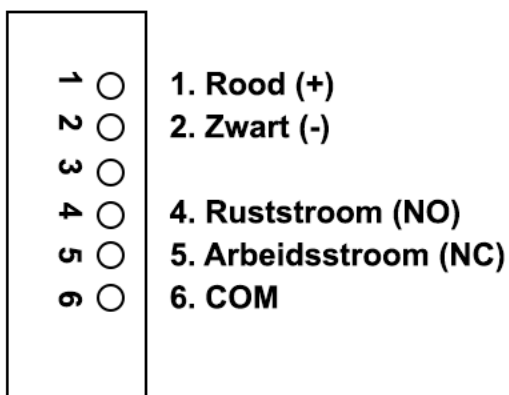 1 1. Rood (+)
2 2. Zwart (-)
3
4 4. Ruststroom (NO)
5 5. Arbeidsstroom (NC)
6 6. COM